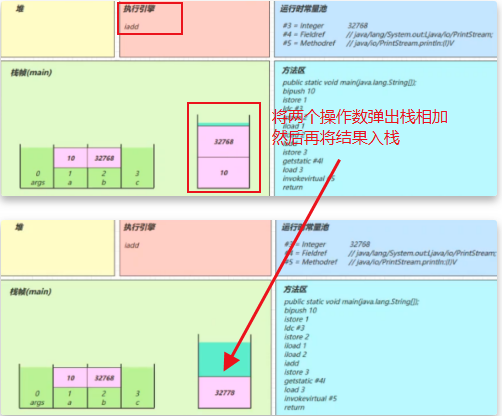 堆
执行引擎
iadd
运行时常量池
#3 = Integer 32768
#4 = Fieldref // java/lang/System.out:Ljava/io/PrintStream;
#5 = Methodref // java/io/PrintStream.println:(I)V
栈帧(main)
方法区
public static void main(java.lang.String[]);
bipush 10
istore 1
ldc #3
istore 2
iload 1
istore 3
getstatic #4l
load 3
invokevirtual #5
return
将两个操作数弹出栈相加
然后再将结果入栈
32768
10
10 32768
0 1 2 3
args a b c
堆
执行引擎
iadd
运行时常量池
#3 = Integer 32768
#4 = Fieldref // java/lang/System.out:Ljava/io/PrintStream;
#5 = Methodref // java/io/PrintStream.println:(I)V
栈帧(main)
方法区
public static void main(java.lang.String[]);
bipush 10
istore 1
ldc #3
istore 2
iload 1
iload 2
iadd
istore 3
getstatic #4l
load 3
invokevirtual #5
return
10 32768
32778
0 1 2 3
args a b c